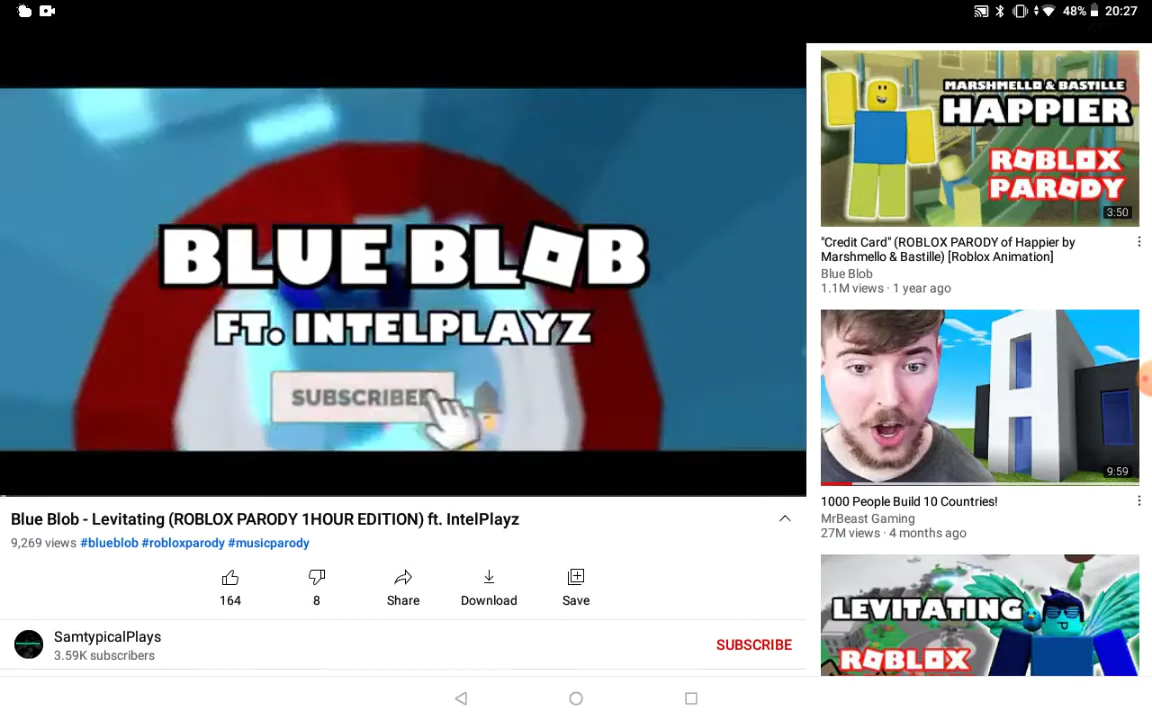 48% 20:27
BLUE BLOB
FT. INTELPLAYZ
SUBSCRIBED
Blue Blob - Levitating (ROBLOX PARODY 1HOUR EDITION) ft. IntelPlayz
9,269 views #blueblob #robloxparody #musicparody
164
8
Share
Download
Save
SamtypicalPlays
3.59K subscribers
SUBSCRIBE
MARSHMELLO & BASTILLE
HAPPIER
ROBLOX
PARODY
3:50
"Credit Card" (ROBLOX PARODY of Happier by
Marshmello & Bastille) [Roblox Animation]
Blue Blob
1.1M views · 1 year ago
9:59
1000 People Build 10 Countries!
MrBeast Gaming
27M views · 4 months ago
LEVITATING
ROBLOX